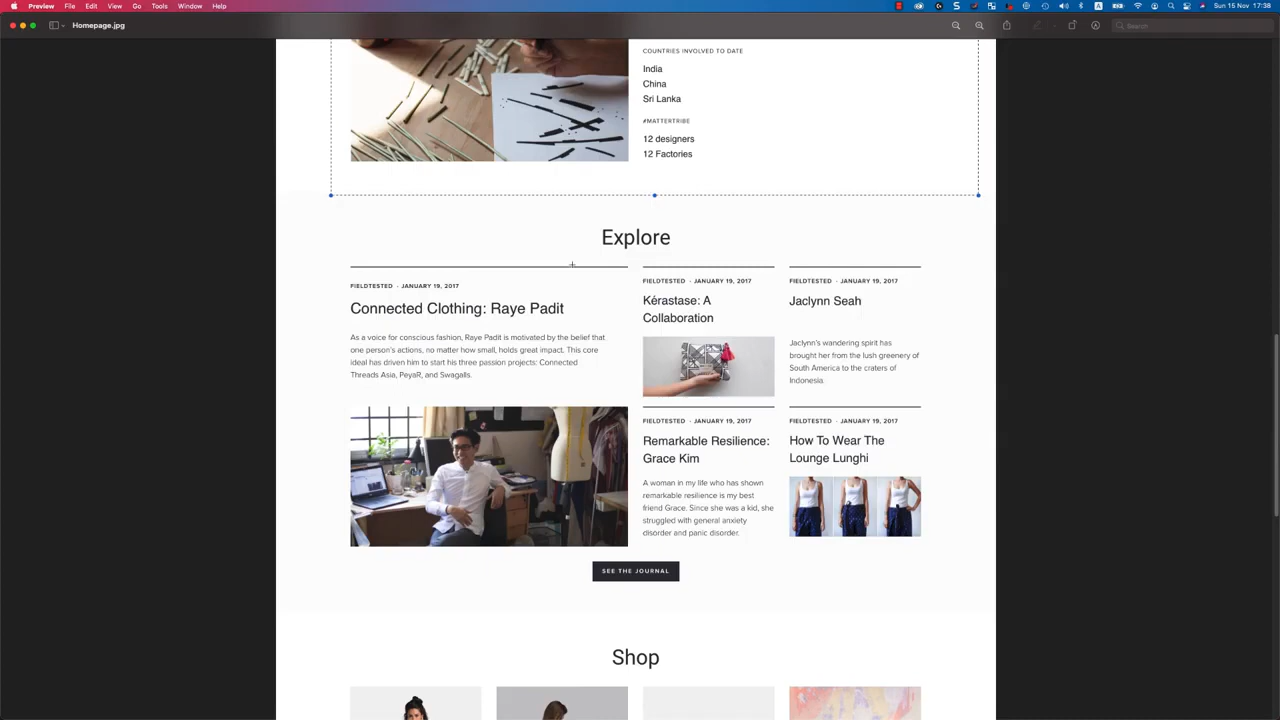 Preview File Edit View Go Tools Window Help
Sun 15 Nov 17:38
Homepage.jpg
Search
COUNTRIES INVOLVED TO DATE
India
China
Sri Lanka
#MATTERTRIBE
12 designers
12 Factories
Explore
FIELDTESTED · JANUARY 19, 2017
Connected Clothing: Raye Padit
As a voice for conscious fashion, Raye Padit is motivated by the belief that
one person's actions, no matter how small, holds great impact. This core
ideal has driven him to start his three passion projects: Connected
Threads Asia, PeyaR, and Swagalls.
FIELDTESTED · JANUARY 19, 2017
Kérastase: A
Collaboration
FIELDTESTED · JANUARY 19, 2017
Jaclynn Seah
Jaclynn's wandering spirit has
brought her from the lush greenery of
South America to the craters of
Indonesia.
FIELDTESTED · JANUARY 19, 2017
Remarkable Resilience:
Grace Kim
A woman in my life who has shown
remarkable resilience is my best
friend Grace. Since she was a kid, she
struggled with general anxiety
disorder and panic disorder.
FIELDTESTED · JANUARY 19, 2017
How To Wear The
Lounge Lunghi
SEE THE JOURNAL
Shop